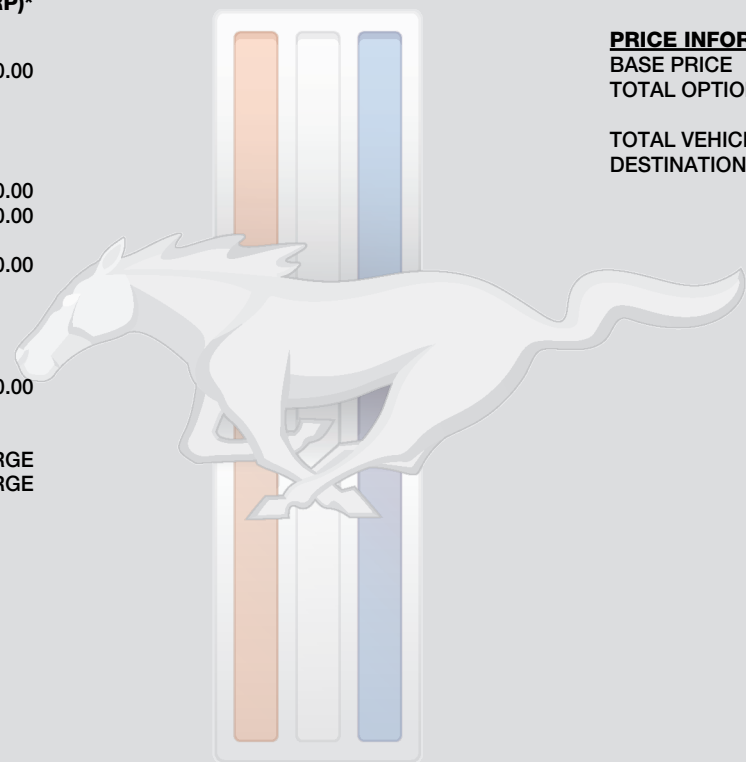 RP)*
0.00
0.00
0.00
0.00
0.00
RGE
RGE
PRICE INFOR
BASE PRICE
TOTAL OPTIO
TOTAL VEHICL
DESTINATION